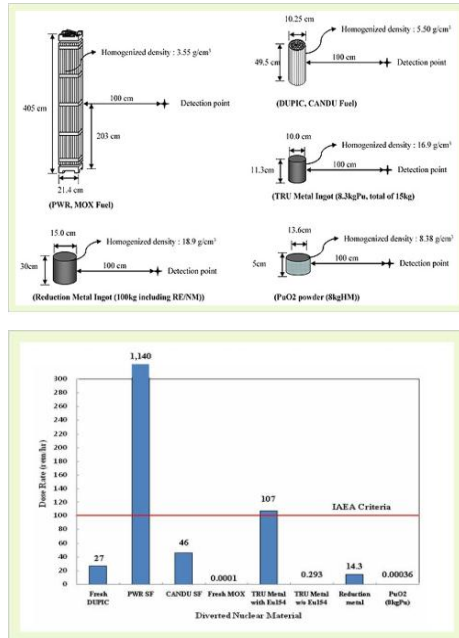 10.25 cm
Homogenized density : 3.55 g/cm³
Homogenized density : 5.50 g/cm³
49.5 cm
100 cm
Detection point
405 cm
100 cm
Detection point
(DUPIC, CANDU Fuel)
203 cm
10.0 cm
Homogenized density : 16.9 g/cm³
11.3cm
100 cm
Detection point
21.4 cm
(PWR, MOX Fuel)
(TRU Metal Ingot (8.3kgPu, total of 15kg)
15.0 cm
Homogenized density : 18.9 g/cm³
13.6cm
Homogenized density : 8.38 g/cm³
30cm
100 cm
Detection point
5cm
100 cm
Detection point
(Reduction Metal Ingot (100kg including RE/NM))
(PuO2 powder (8kgHM))
1,140
300
280
260
240
220
200
180
160
140
120
100
80
60
40
20
0
Dose Rate (rem/hr)
107
IAEA Criteria
27
46
0.0001
0.293
14.3
0.00036
Fresh DUPIC
PWR SF
CANDU SF
Fresh MOX
TRU Metal with Eu154
TRU Metal w/o Eu154
Reduction metal
PuO2 (8kgPu)
Diverted Nuclear Material